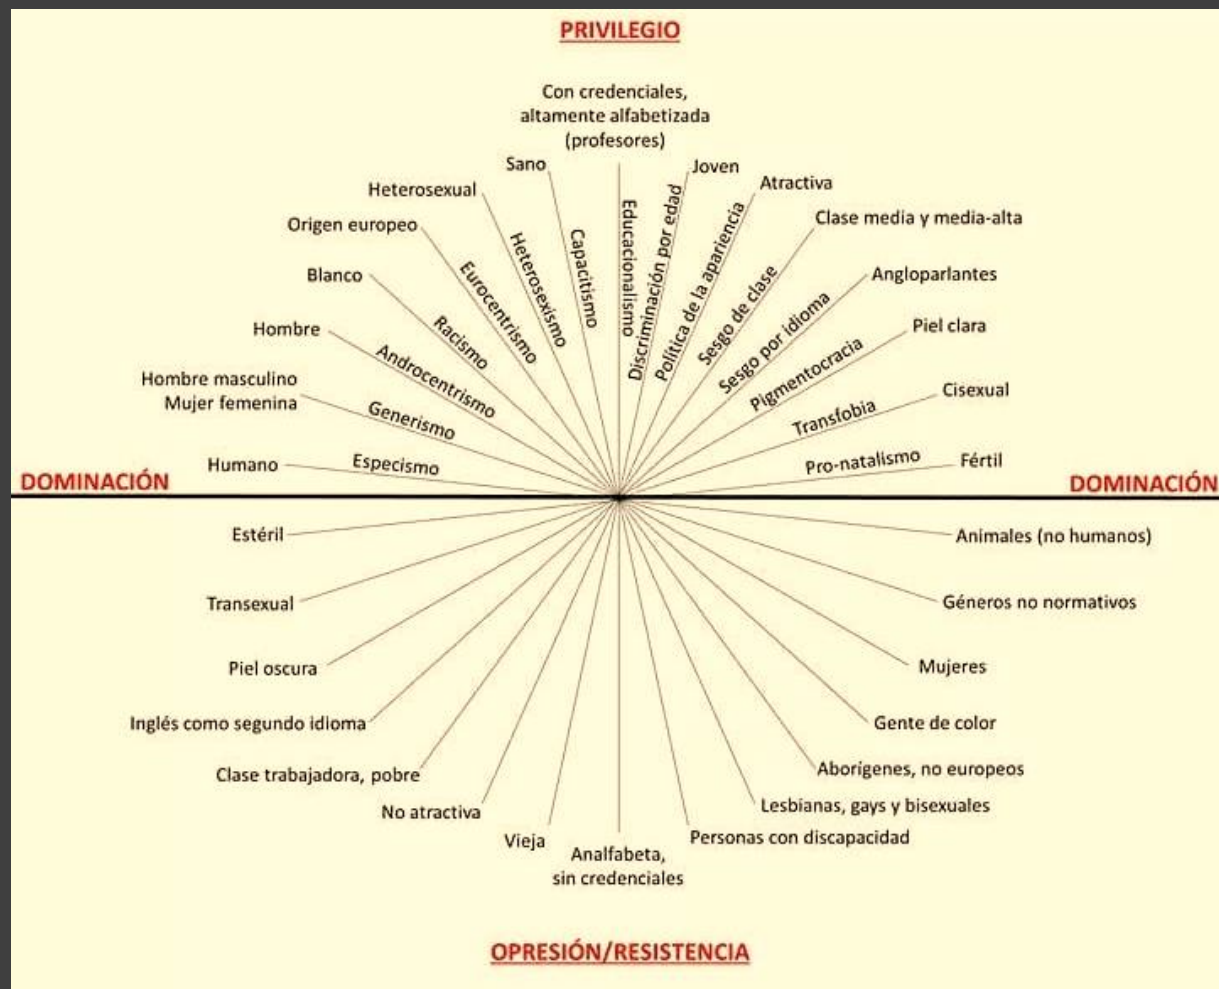 PRIVILEGIO
Con credenciales,
altamente alfabetizada
(profesores)
Sano
Joven
Heterosexual
Atractiva
Origen europeo
Clase media y media-alta
Blanco
Angloparlantes
Hombre
Piel clara
Hombre masculino
Mujer femenina
Cisexual
Humano
Fértil
Especismo
Generismo
Androcentrismo
Racismo
Eurocentrismo
Heterosexismo
Capacitismo
Educacionalismo
Discriminación por edad
Política de la apariencia
Sesgo de clase
Sesgo por idioma
Pigmentocracia
Transfobia
Pro-natalismo
DOMINACIÓN
DOMINACIÓN
Estéril
Animales (no humanos)
Transexual
Géneros no normativos
Piel oscura
Mujeres
Inglés como segundo idioma
Gente de color
Clase trabajadora, pobre
Aborígenes, no europeos
No atractiva
Lesbianas, gays y bisexuales
Vieja
Personas con discapacidad
Analfabeta,
sin credenciales
OPRESIÓN/RESISTENCIA